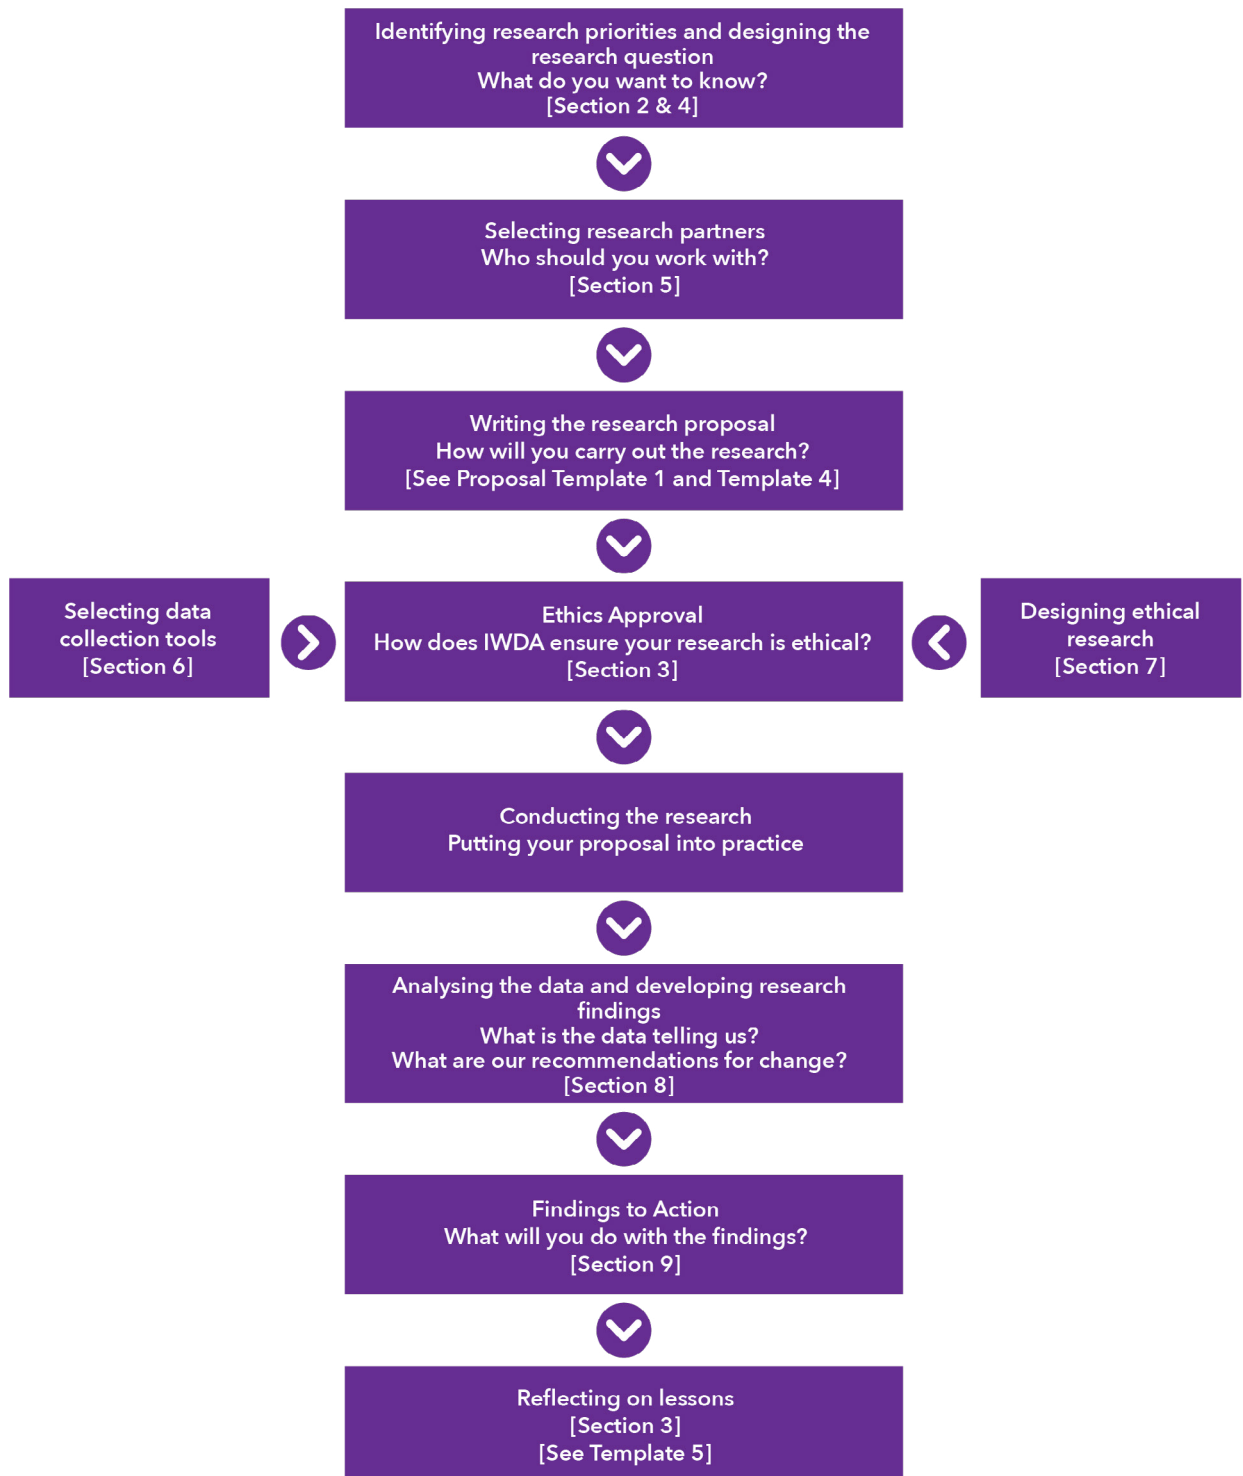 Identifying research priorities and designing the
research question
What do you want to know?
[Section 2 & 4]
Selecting research partners
Who should you work with?
[Section 5]
Writing the research proposal
How will you carry out the research?
[See Proposal Template 1 and Template 4]
Selecting data
collection tools
[Section 6]
Ethics Approval
How does IWDA ensure your research is ethical?
[Section 3]
Designing ethical
research
[Section 7]
Conducting the research
Putting your proposal into practice
Analysing the data and developing research
findings
What is the data telling us?
What are our recommendations for change?
[Section 8]
Findings to Action
What will you do with the findings?
[Section 9]
Reflecting on lessons
[Section 3]
[See Template 5]